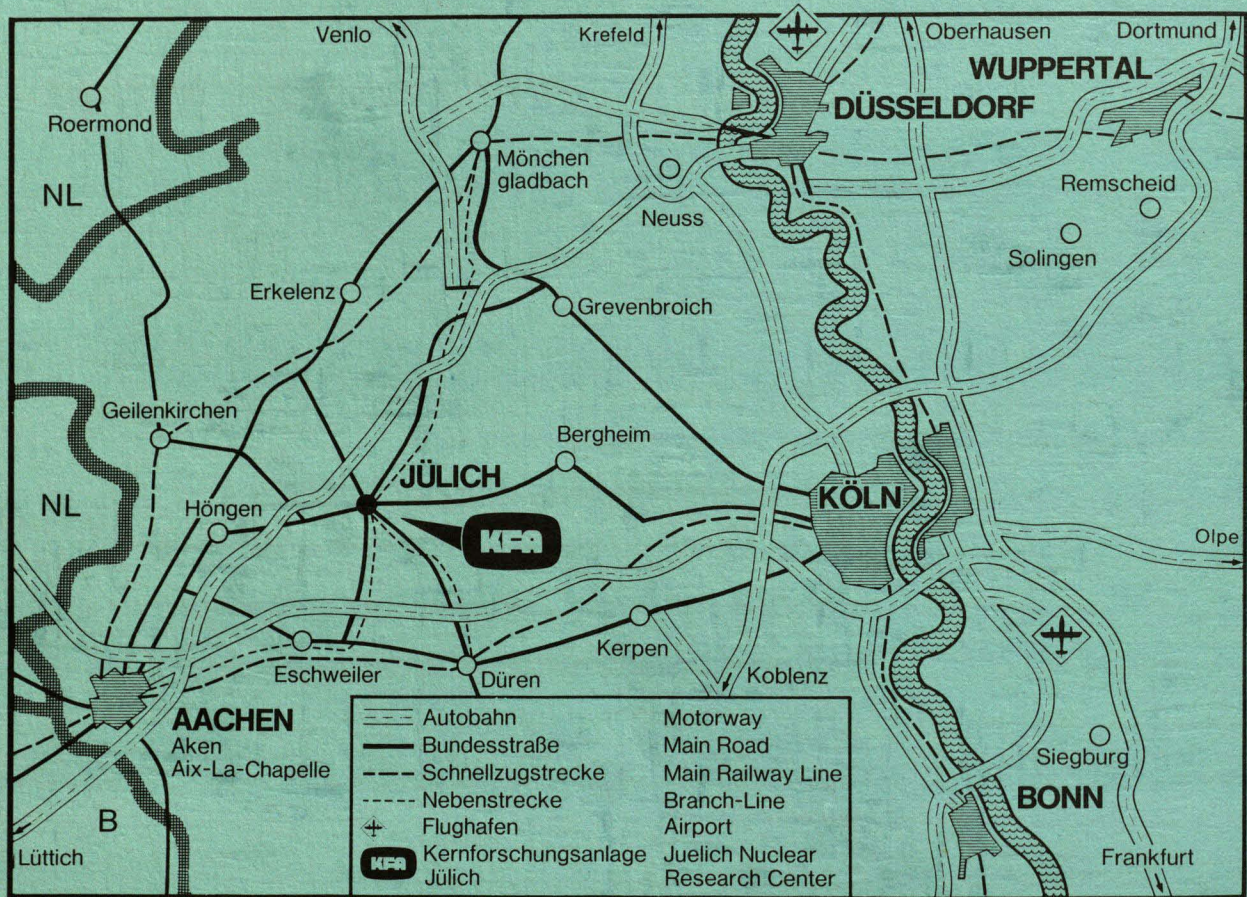 Venlo
Krefeld
Oberhausen
Dortmund
WUPPERTAL
DÜSSELDORF
Roermond
Mönchen
gladbach
NL
Neuss
Remscheid
Solingen
Erkelenz
Grevenbroich
Geilenkirchen
Bergheim
JÜLICH
NL
Höngen
KÖLN
KFA
Olpe
Kerpen
Eschweiler
Düren
Koblenz
AACHEN
Aken
Aix-La-Chapelle
Siegburg
BONN
B
Lüttich
Frankfurt
Autobahn Motorway
Bundesstraße Main Road
Schnellzugstrecke Main Railway Line
Nebenstrecke Branch-Line
Flughafen Airport
KFA Kernforschungsanlage Juelich Nuclear
Jülich Research Center